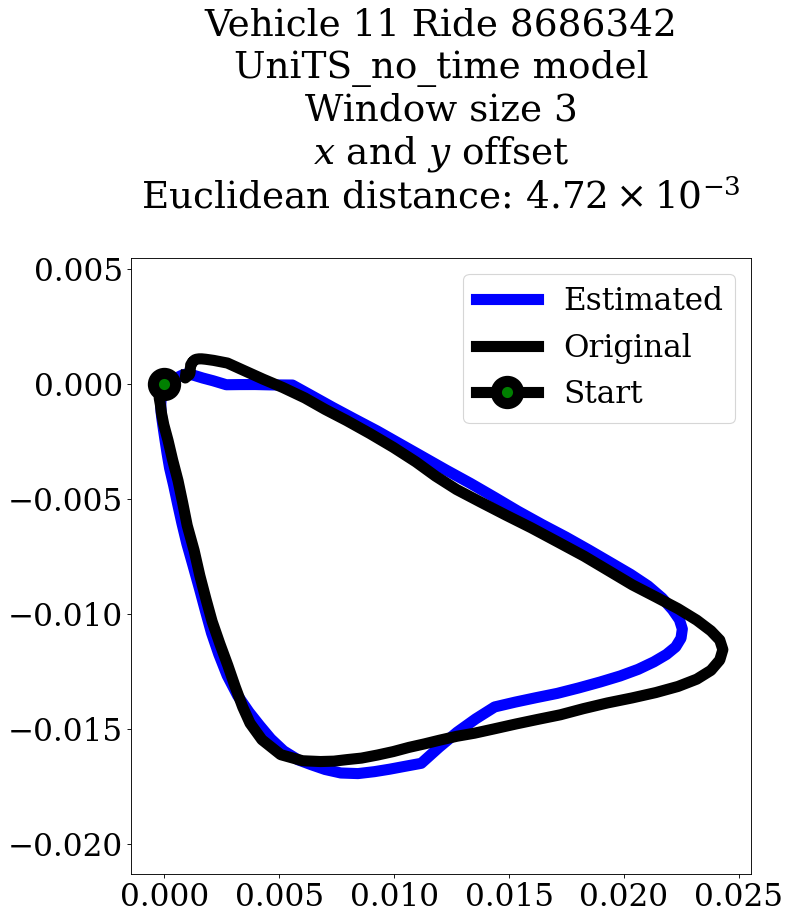 Vehicle 11 Ride 8686342
UniTS_no_time model
Window size 3
x and y offset
Euclidean distance: 4.72 × 10⁻³
Estimated
Original
Start
0.005
0.000
−0.005
−0.010
−0.015
−0.020
0.000 0.005 0.010 0.015 0.020 0.025